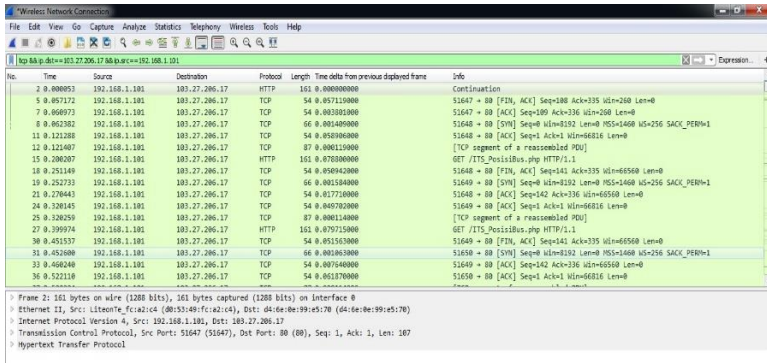 *Wireless Network Connection
File Edit View Go Capture Analyze Statistics Telephony Wireless Tools Help
tcp && ip.dst==103.27.206.17 && ip.src==192.168.1.101 Expression... +
No. Time Source Destination Protocol Length Time delta from previous displayed frame Info
2 0.000053 192.168.1.101 103.27.206.17 HTTP 161 0.000000000 Continuation
5 0.057172 192.168.1.101 103.27.206.17 TCP 54 0.057119000 51647 → 80 [FIN, ACK] Seq=108 Ack=335 Win=260 Len=0
7 0.060973 192.168.1.101 103.27.206.17 TCP 54 0.003801000 51647 → 80 [ACK] Seq=109 Ack=336 Win=260 Len=0
8 0.062382 192.168.1.101 103.27.206.17 TCP 66 0.001409000 51648 → 80 [SYN] Seq=0 Win=8192 Len=0 MSS=1460 WS=256 SACK_PERM=1
11 0.121288 192.168.1.101 103.27.206.17 TCP 54 0.058906000 51648 → 80 [ACK] Seq=1 Ack=1 Win=66816 Len=0
12 0.121407 192.168.1.101 103.27.206.17 TCP 87 0.000119000 [TCP segment of a reassembled PDU]
15 0.200207 192.168.1.101 103.27.206.17 HTTP 161 0.078800000 GET /ITS_PosisiBus.php HTTP/1.1
18 0.251149 192.168.1.101 103.27.206.17 TCP 54 0.050942000 51648 → 80 [FIN, ACK] Seq=141 Ack=335 Win=66560 Len=0
19 0.252733 192.168.1.101 103.27.206.17 TCP 66 0.001584000 51649 → 80 [SYN] Seq=0 Win=8192 Len=0 MSS=1460 WS=256 SACK_PERM=1
21 0.270443 192.168.1.101 103.27.206.17 TCP 54 0.017710000 51648 → 80 [ACK] Seq=142 Ack=336 Win=66560 Len=0
24 0.320145 192.168.1.101 103.27.206.17 TCP 54 0.049702000 51649 → 80 [ACK] Seq=1 Ack=1 Win=66816 Len=0
25 0.320259 192.168.1.101 103.27.206.17 TCP 87 0.000114000 [TCP segment of a reassembled PDU]
27 0.399974 192.168.1.101 103.27.206.17 HTTP 161 0.079715000 GET /ITS_PosisiBus.php HTTP/1.1
30 0.451537 192.168.1.101 103.27.206.17 TCP 54 0.051563000 51649 → 80 [FIN, ACK] Seq=141 Ack=335 Win=66560 Len=0
31 0.452600 192.168.1.101 103.27.206.17 TCP 66 0.001063000 51650 → 80 [SYN] Seq=0 Win=8192 Len=0 MSS=1460 WS=256 SACK_PERM=1
33 0.460240 192.168.1.101 103.27.206.17 TCP 54 0.007640000 51649 → 80 [ACK] Seq=142 Ack=336 Win=66560 Len=0
36 0.522110 192.168.1.101 103.27.206.17 TCP 54 0.061870000 51650 → 80 [ACK] Seq=1 Ack=1 Win=66816 Len=0
Frame 2: 161 bytes on wire (1288 bits), 161 bytes captured (1288 bits) on interface 0
Ethernet II, Src: LiteonTe_fc:a2:c4 (d0:53:49:fc:a2:c4), Dst: d4:6e:0e:99:e5:70 (d4:6e:0e:99:e5:70)
Internet Protocol Version 4, Src: 192.168.1.101, Dst: 103.27.206.17
Transmission Control Protocol, Src Port: 51647 (51647), Dst Port: 80 (80), Seq: 1, Ack: 1, Len: 107
Hypertext Transfer Protocol